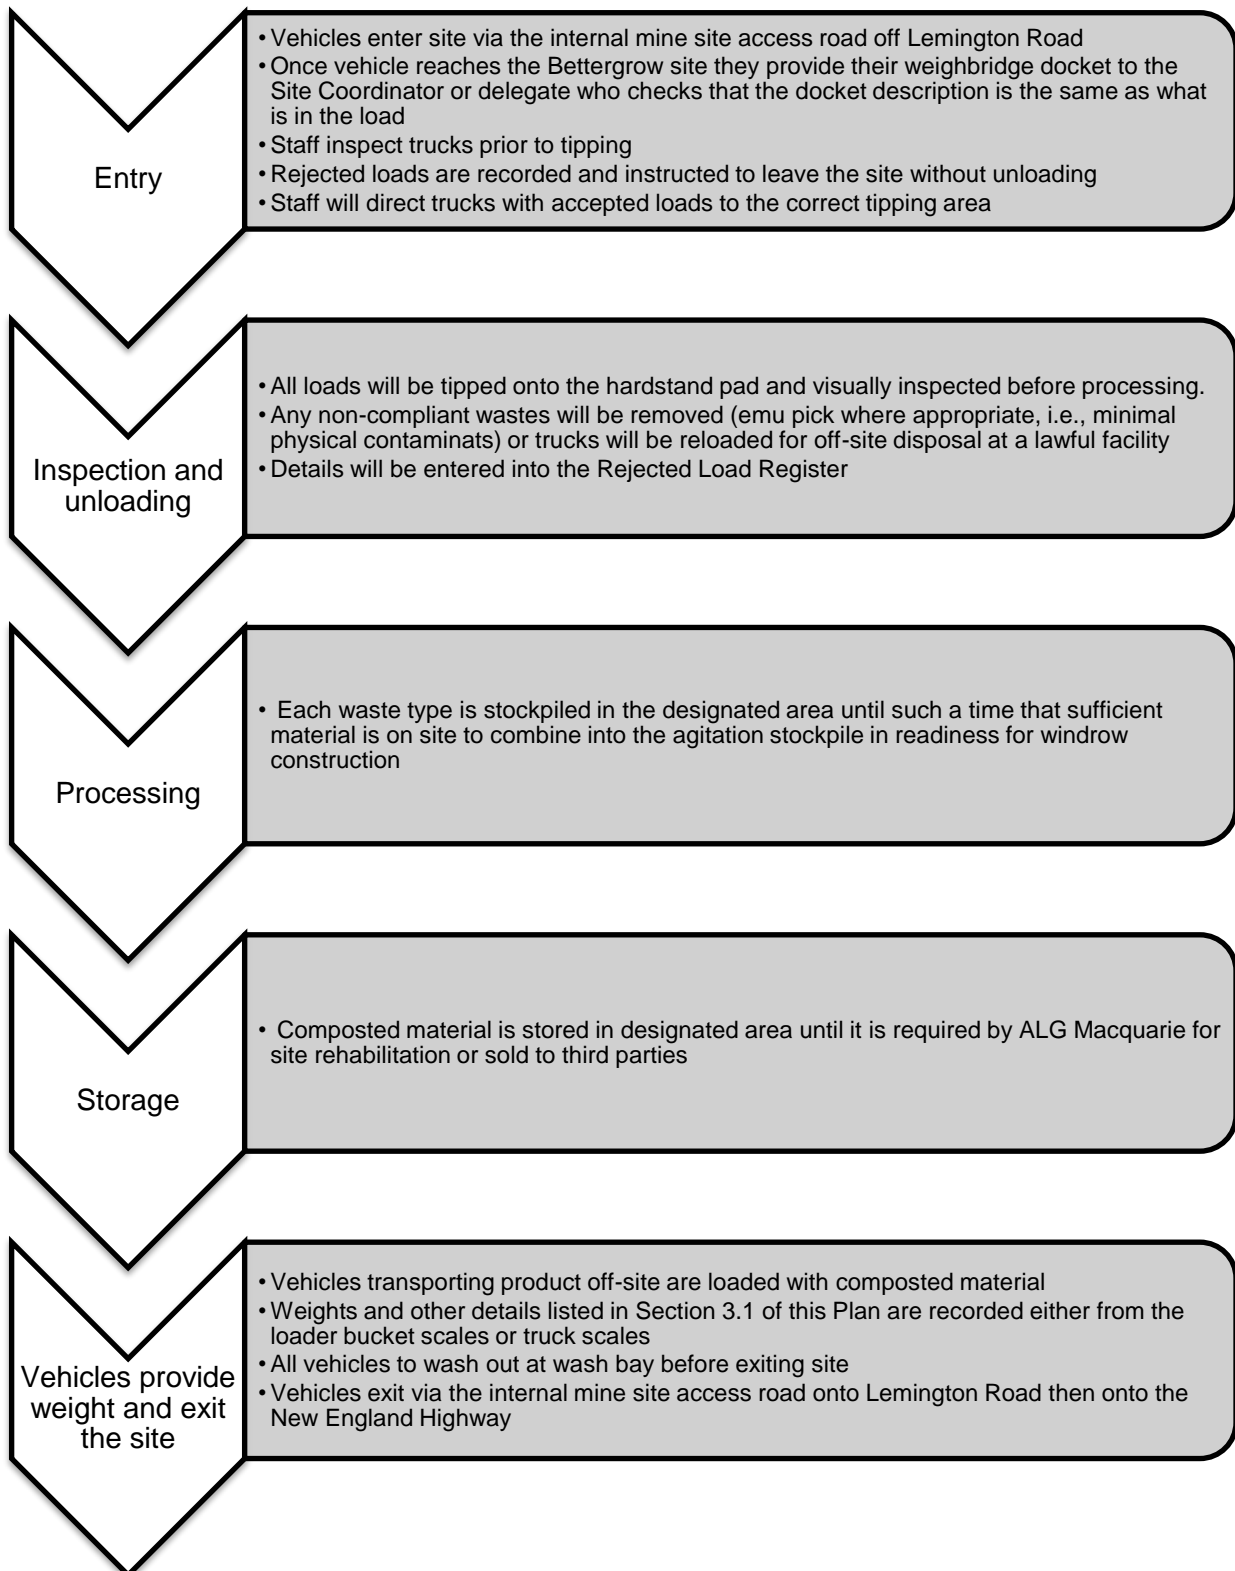 Entry
• Vehicles enter site via the internal mine site access road off Lemington Road
• Once vehicle reaches the Bettergrow site they provide their weighbridge docket to the
Site Coordinator or delegate who checks that the docket description is the same as what
is in the load
• Staff inspect trucks prior to tipping
• Rejected loads are recorded and instructed to leave the site without unloading
• Staff will direct trucks with accepted loads to the correct tipping area
Inspection and
unloading
• All loads will be tipped onto the hardstand pad and visually inspected before processing.
• Any non-compliant wastes will be removed (emu pick where appropriate, i.e., minimal
physical contaminats) or trucks will be reloaded for off-site disposal at a lawful facility
• Details will be entered into the Rejected Load Register
Processing
• Each waste type is stockpiled in the designated area until such a time that sufficient
material is on site to combine into the agitation stockpile in readiness for windrow
construction
Storage
• Composted material is stored in designated area until it is required by ALG Macquarie for
site rehabilitation or sold to third parties
Vehicles provide
weight and exit
the site
• Vehicles transporting product off-site are loaded with composted material
• Weights and other details listed in Section 3.1 of this Plan are recorded either from the
loader bucket scales or truck scales
• All vehicles to wash out at wash bay before exiting site
• Vehicles exit via the internal mine site access road onto Lemington Road then onto the
New England Highway